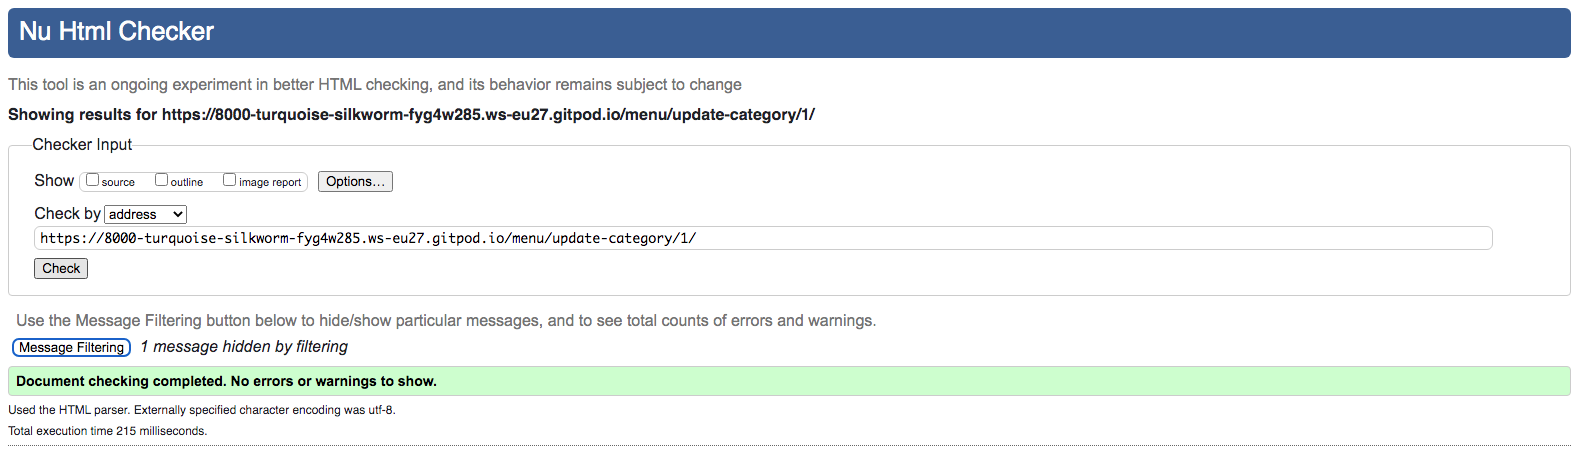 Nu Html Checker
This tool is an ongoing experiment in better HTML checking, and its behavior remains subject to change
Showing results for https://8000-turquoise-silkworm-fyg4w285.ws-eu27.gitpod.io/menu/update-category/1/
Checker Input
Show source outline image report Options...
Check by address
https://8000-turquoise-silkworm-fyg4w285.ws-eu27.gitpod.io/menu/update-category/1/
Check
Use the Message Filtering button below to hide/show particular messages, and to see total counts of errors and warnings.
Message Filtering 1 message hidden by filtering
Document checking completed. No errors or warnings to show.
Used the HTML parser. Externally specified character encoding was utf-8.
Total execution time 215 milliseconds.